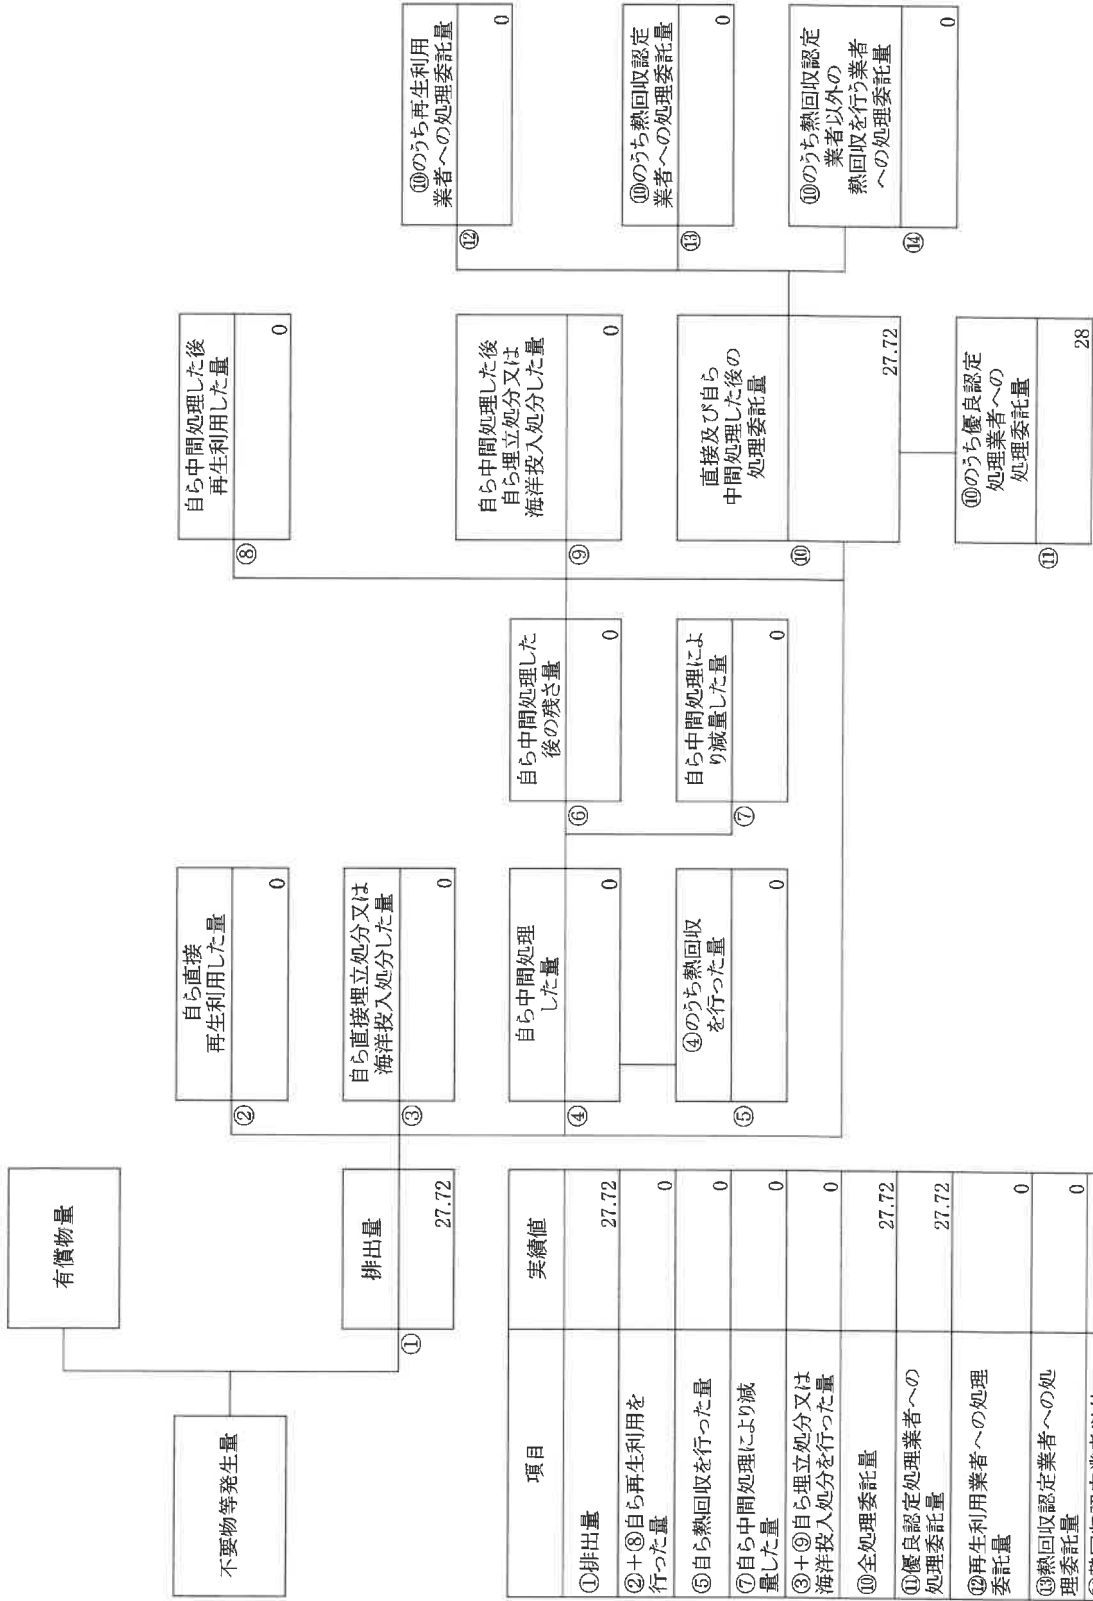 不要物等発生量
有償物量
排出量
①
27.72
自ら直接
再生利用した量
②
0
自ら直接埋立処分又は
海洋投入処分した量
③
0
自ら中間処理
した量
④
0
④のうち熱回収
を行った量
⑤
0
自ら中間処理した
後の残さ量
⑥
0
自ら中間処理によ
り減量した量
⑦
0
自ら中間処理した後
再生利用した量
⑧
0
自ら中間処理した後
自ら埋立処分又は
海洋投入処分した量
⑨
0
直接及び自ら
中間処理した後の
処理委託量
⑩
27.72
⑩のうち優良認定
処理業者への
処理委託量
⑪
28
⑩のうち再生利用
業者への処理委託量
⑫
0
⑩のうち熱回収認定
業者への処理委託量
⑬
0
⑩のうち熱回収認定
業者以外の
熱回収を行う業者
への処理委託量
⑭
0
項目 実績値
①排出量 27.72
②+⑧自ら再生利用を
行った量 0
⑤自ら熱回収を行った量 0
⑦自ら中間処理により減
量した量 0
③+⑨自ら埋立処分又は
海洋投入処分を行った量 0
⑩全処理委託量 27.72
⑪優良認定処理業者への
処理委託量 27.72
⑫再生利用業者への処理
委託量 0
⑬熱回収認定業者への処
理委託量 0